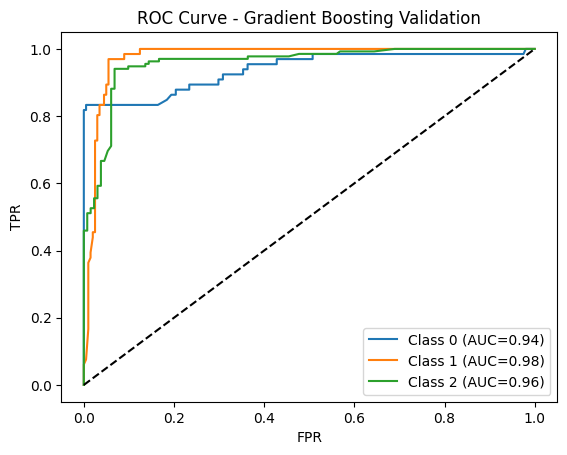 ROC Curve - Gradient Boosting Validation
TPR
1.0
0.8
0.6
0.4
0.2
0.0
0.0 0.2 0.4 0.6 0.8 1.0
FPR
Class 0 (AUC=0.94)
Class 1 (AUC=0.98)
Class 2 (AUC=0.96)